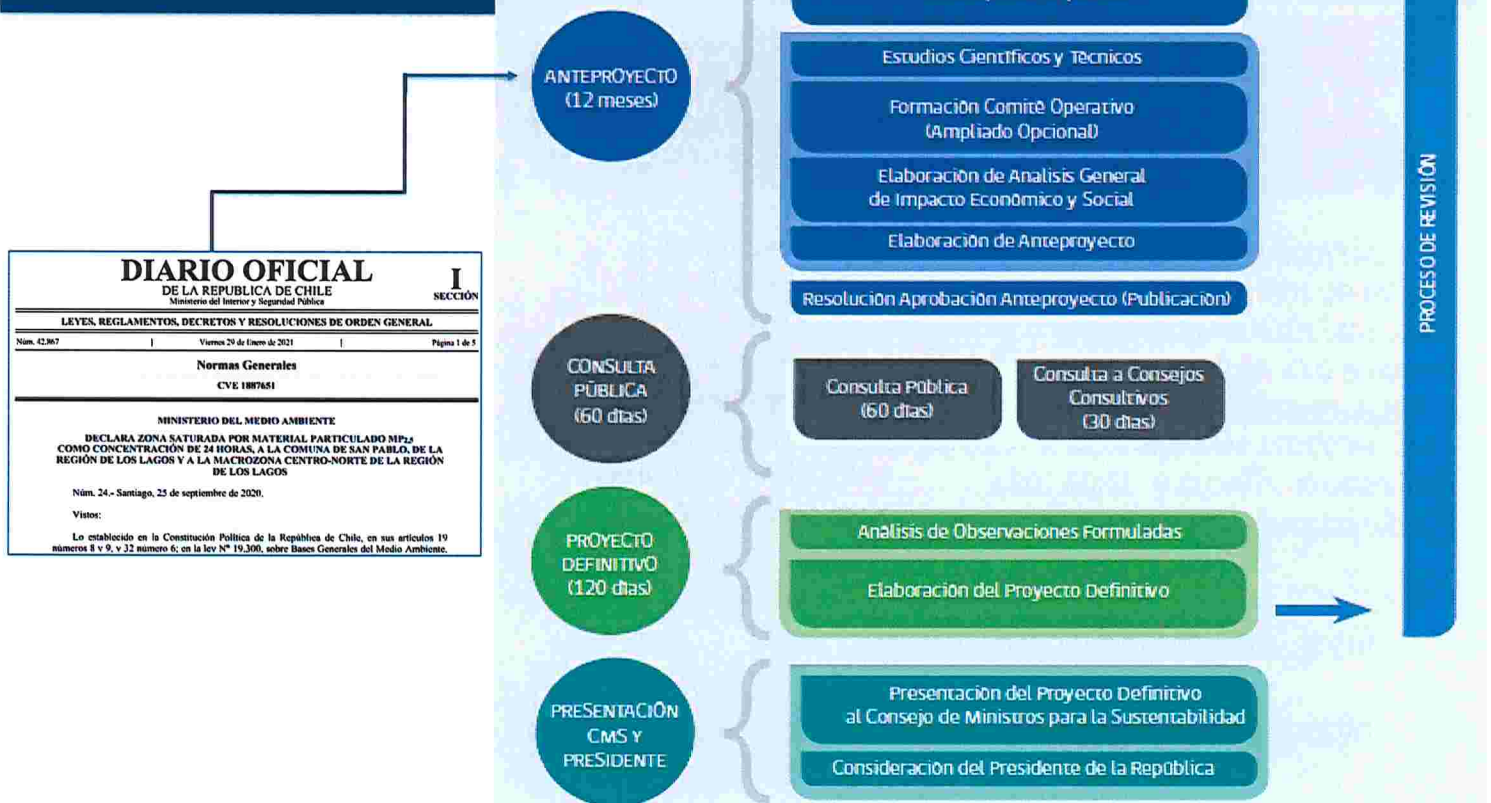 DIARIO OFICIAL
DE LA REPUBLICA DE CHILE
Ministerio del Interior y Seguridad Pública
I
SECCIÓN
LEYES, REGLAMENTOS, DECRETOS Y RESOLUCIONES DE ORDEN GENERAL
Núm. 42.867 | Viernes 29 de Enero de 2021 | Página 1 de 5
Normas Generales
CVE 1887651
MINISTERIO DEL MEDIO AMBIENTE
DECLARA ZONA SATURADA POR MATERIAL PARTICULADO MP2,5
COMO CONCENTRACIÓN DE 24 HORAS, A LA COMUNA DE SAN PABLO, DE LA
REGIÓN DE LOS LAGOS Y A LA MACROZONA CENTRO-NORTE DE LA REGIÓN
DE LOS LAGOS
Núm. 24.- Santiago, 25 de septiembre de 2020.
Vistos:
Lo establecido en la Constitución Política de la República de Chile, en sus artículos 19
números 8 y 9, y 32 número 6; en la ley N° 19.300, sobre Bases Generales del Medio Ambiente,
ANTEPROYECTO
(12 meses)
Estudios Científicos y Técnicos
Formación Comité Operativo
(Ampliado Opcional)
Elaboración de Analisis General
de Impacto Económico y Social
Elaboración de Anteproyecto
Resolución Aprobación Anteproyecto (Publicación)
CONSULTA
PÚBLICA
(60 días)
Consulta Pública
(60 días)
Consulta a Consejos
Consultivos
(30 días)
PROYECTO
DEFINITIVO
(120 días)
Análisis de Observaciones Formuladas
Elaboración del Proyecto Definitivo
PRESENTACIÓN
CMS Y
PRESIDENTE
Presentación del Proyecto Definitivo
al Consejo de Ministros para la Sustentabilidad
Consideración del Presidente de la República
PROCESO DE REVISIÓN